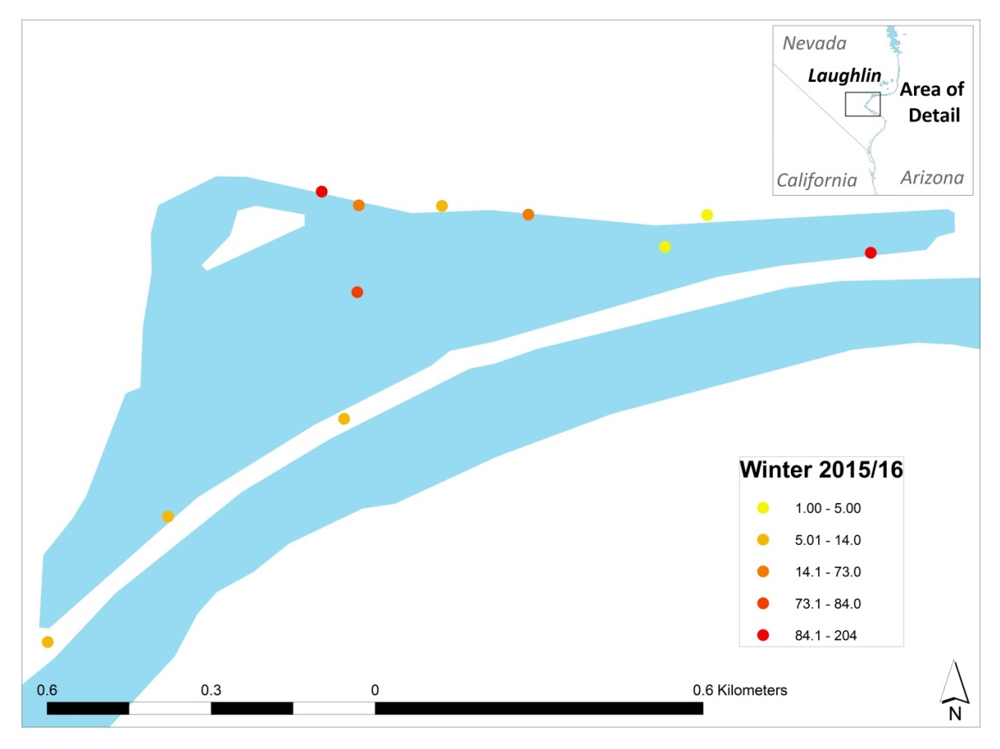 Nevada
Laughlin
Area of
Detail
California
Arizona
Winter 2015/16
1.00 - 5.00
5.01 - 14.0
14.1 - 73.0
73.1 - 84.0
84.1 - 204
0.6 0.3 0 0.6 Kilometers
N